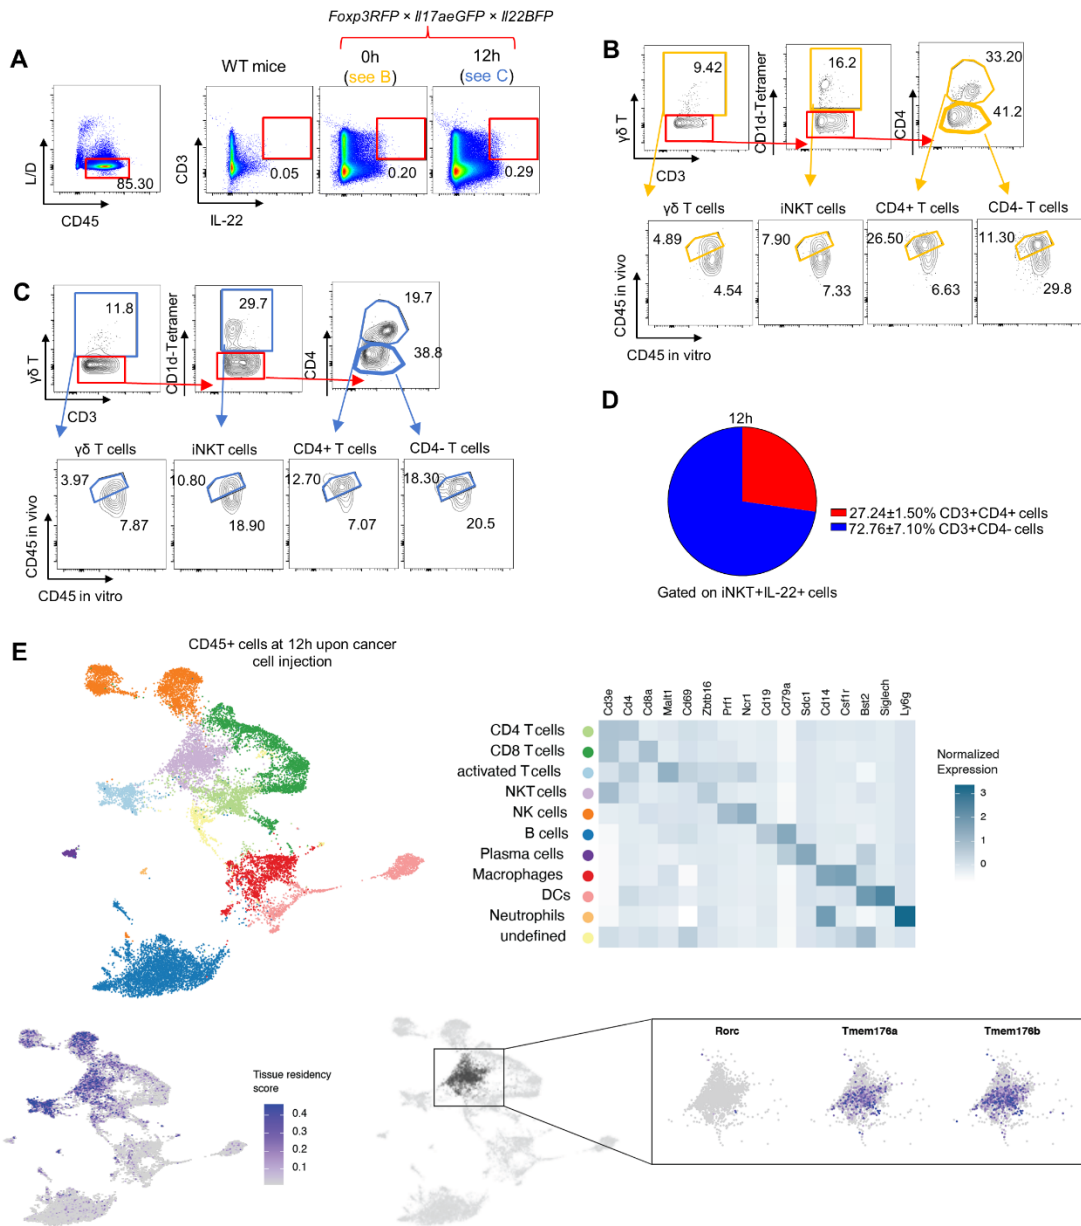 Foxp3RFP × Il17aeGFP × Il22BFP
A
WT mice
0h
(see B)
12h
(see C)
L/D
85.30
CD45
CD3
0.05
0.20
0.29
IL-22
B
γδ T
9.42
CD3
CD1d-Tetramer
16.2
CD4
33.20
41.2
γδ T cells
iNKT cells
CD4+ T cells
CD4- T cells
CD45 in vivo
4.89
4.54
7.90
7.33
26.50
6.63
11.30
29.8
CD45 in vitro
C
γδ T
11.8
CD3
CD1d-Tetramer
29.7
CD4
19.7
38.8
γδ T cells
iNKT cells
CD4+ T cells
CD4- T cells
CD45 in vivo
3.97
7.87
10.80
18.90
12.70
7.07
18.30
20.5
CD45 in vitro
D
12h
27.24±1.50% CD3+CD4+ cells
72.76±7.10% CD3+CD4- cells
Gated on iNKT+IL-22+ cells
E
CD45+ cells at 12h upon cancer
cell injection
Cd3e
Cd4
Cd8a
Malt1
Cd69
Zbtb16
Prf1
Ncr1
Cd19
Cd79a
Sdc1
Cd14
Csf1r
Bst2
Siglech
Ly6g
CD4 T cells
CD8 T cells
activated T cells
NKT cells
NK cells
B cells
Plasma cells
Macrophages
DCs
Neutrophils
undefined
Normalized
Expression
3
2
1
0
Tissue residency
score
0.4
0.3
0.2
0.1
Rorc
Tmem176a
Tmem176b